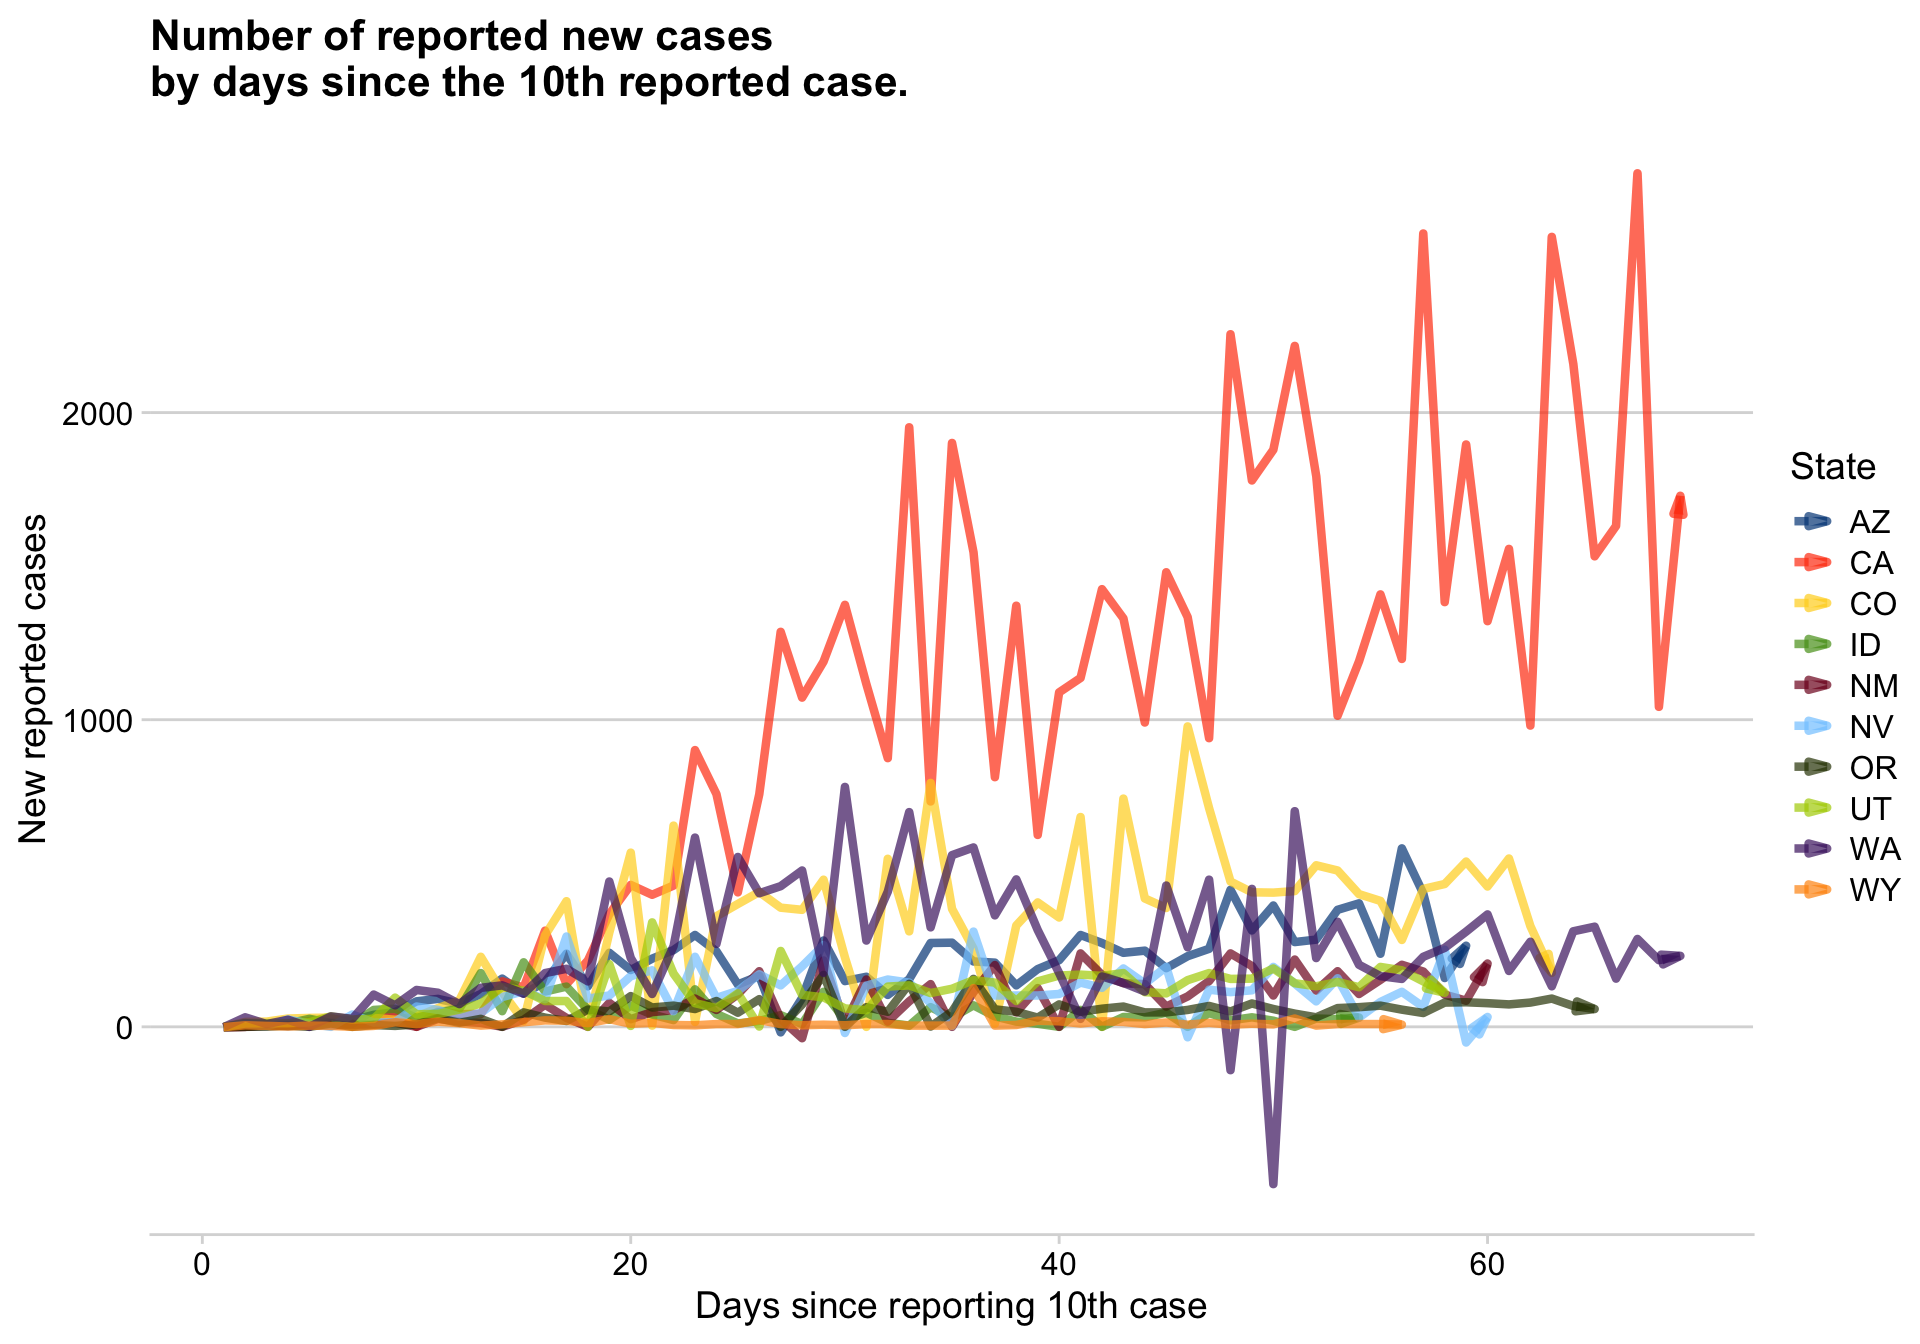 Number of reported new cases
by days since the 10th reported case.
New reported cases
2000
1000
0
0 20 40 60
Days since reporting 10th case
State
AZ
CA
CO
ID
NM
NV
OR
UT
WA
WY